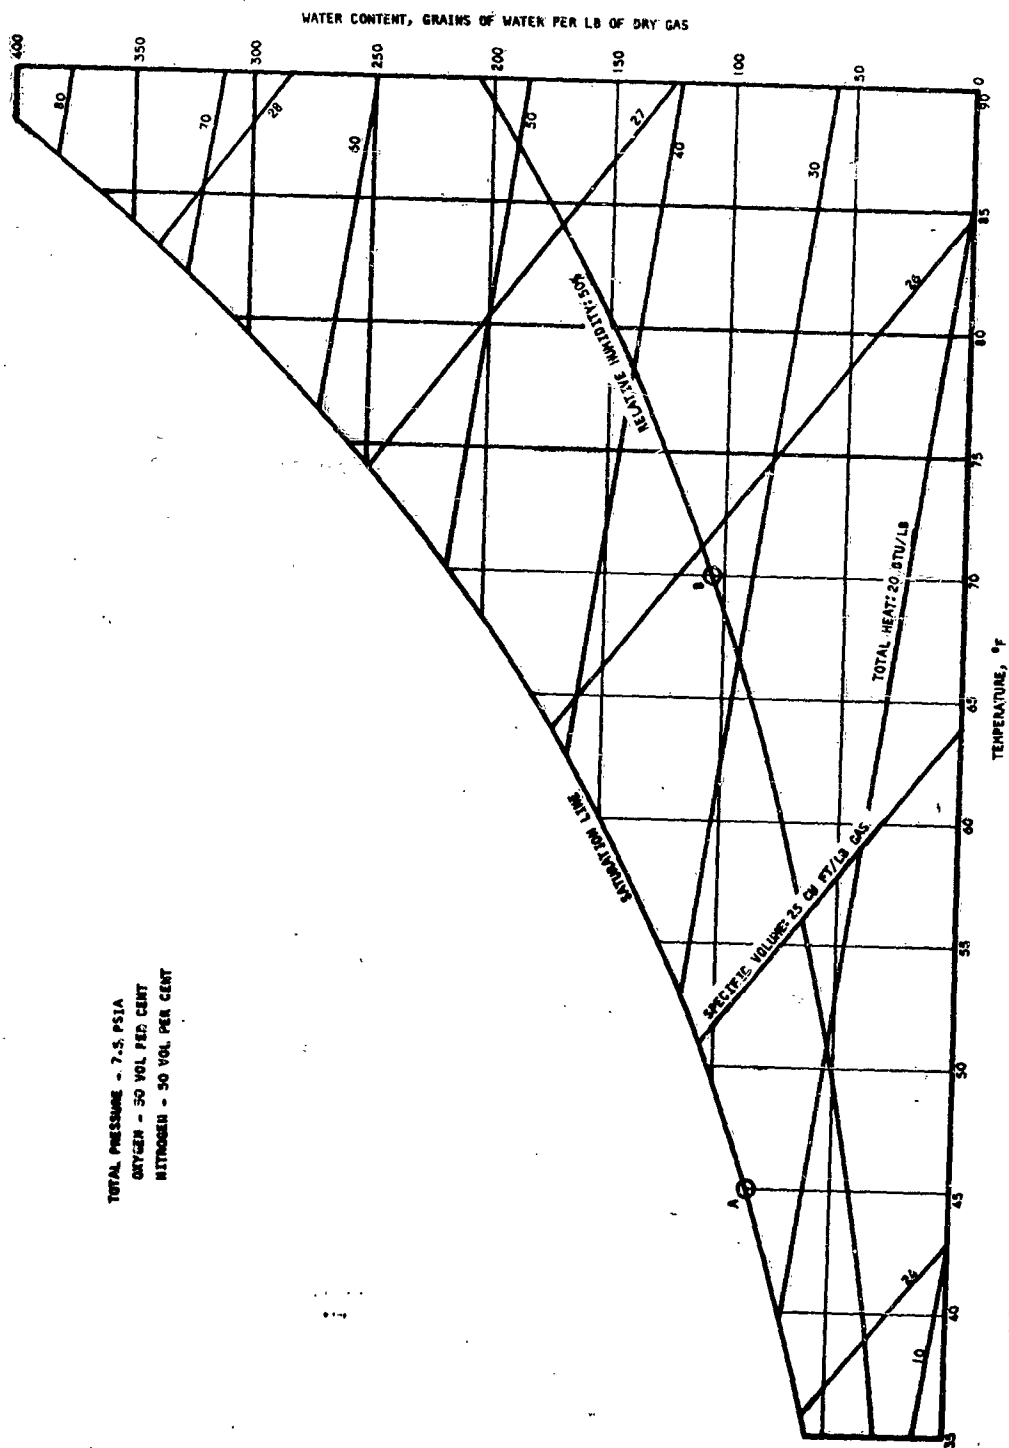 WATER CONTENT, GRAINS OF WATER PER LB OF DRY GAS
400
350
300
250
200
150
100
50
0
80
70
28
60
50
27
40
30
26
RELATIVE HUMIDITY: 50%
TOTAL HEAT: 20 BTU/LB
SPECIFIC VOLUME: 25 CU FT/LB GAS
SATURATION LINE
B
A
24
10
90
85
80
75
70
65
60
55
50
45
40
35
TEMPERATURE, °F
TOTAL PRESSURE - 7.5 PSIA
OXYGEN - 50 VOL PER CENT
NITROGEN - 50 VOL PER CENT